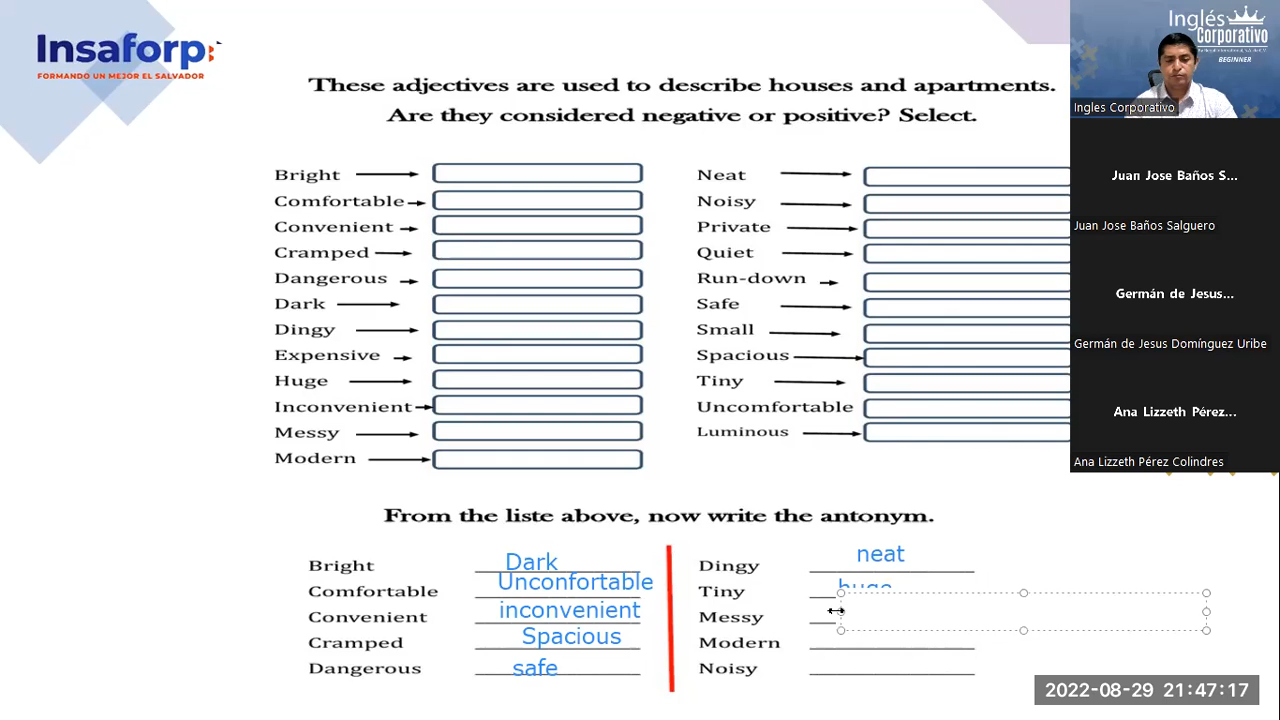 Insaforp
FORMANDO UN MEJOR EL SALVADOR
These adjectives are used to describe houses and apartments.
Are they considered negative or positive? Select.
Bright
Comfortable
Convenient
Cramped
Dangerous
Dark
Dingy
Expensive
Huge
Inconvenient
Messy
Modern
Neat
Noisy
Private
Quiet
Run-down
Safe
Small
Spacious
Tiny
Uncomfortable
Luminous
From the liste above, now write the antonym.
Bright Dark
Comfortable Unconfortable
Convenient inconvenient
Cramped Spacious
Dangerous safe
Dingy neat
Tiny huge
Messy
Modern
Noisy
Inglés
Corporativo
BEGINNER
Ingles Corporativo
Juan Jose Baños S...
Juan Jose Baños Salguero
Germán de Jesus...
Germán de Jesus Domínguez Uribe
Ana Lizzeth Pérez...
Ana Lizzeth Pérez Colindres
2022-08-29 21:47:17